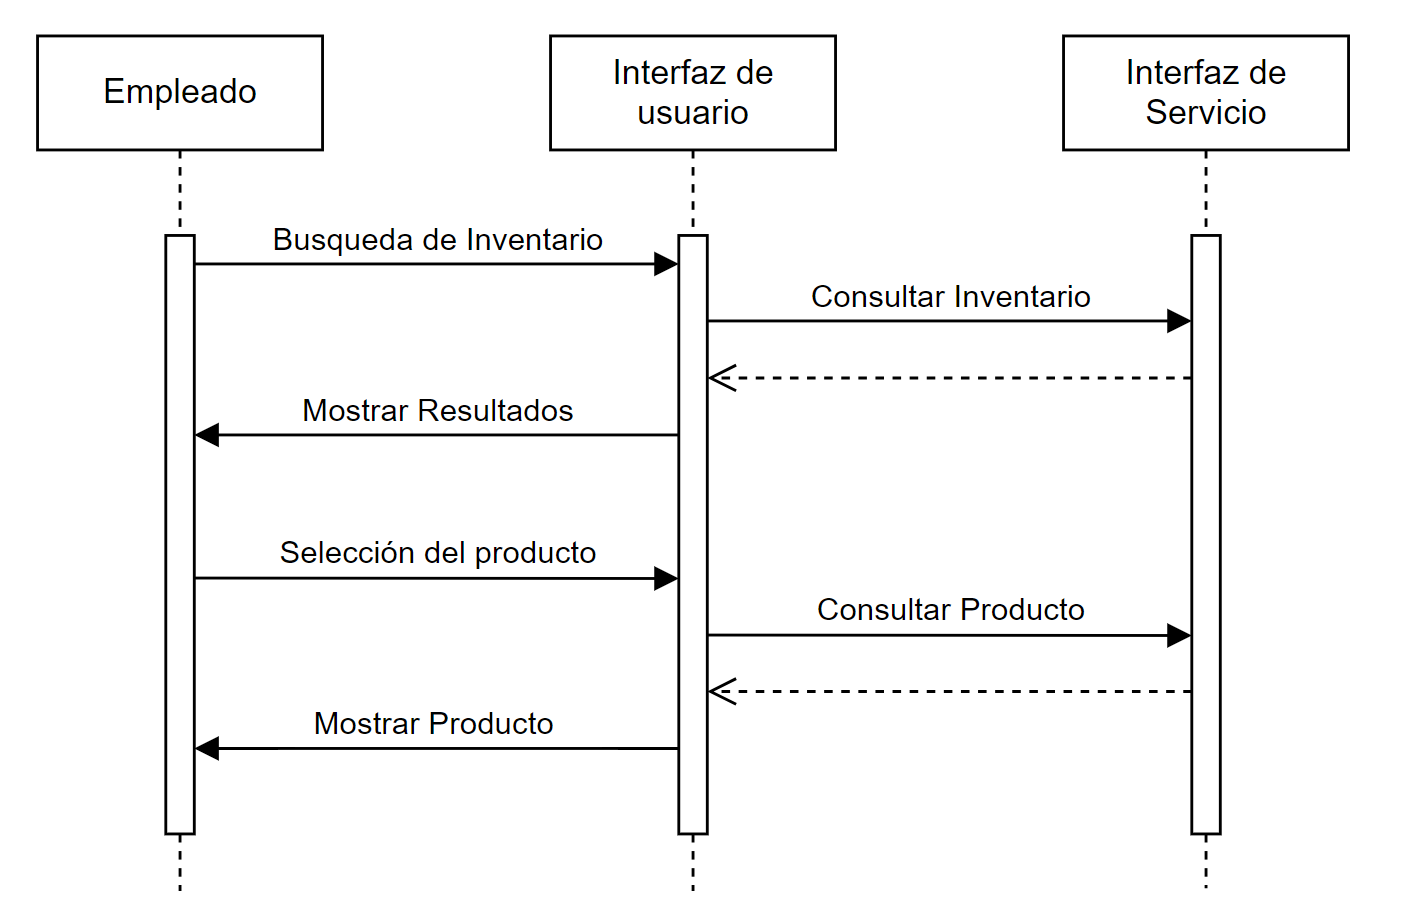 Empleado
Interfaz de
usuario
Interfaz de
Servicio
Busqueda de Inventario
Consultar Inventario
Mostrar Resultados
Selección del producto
Consultar Producto
Mostrar Producto